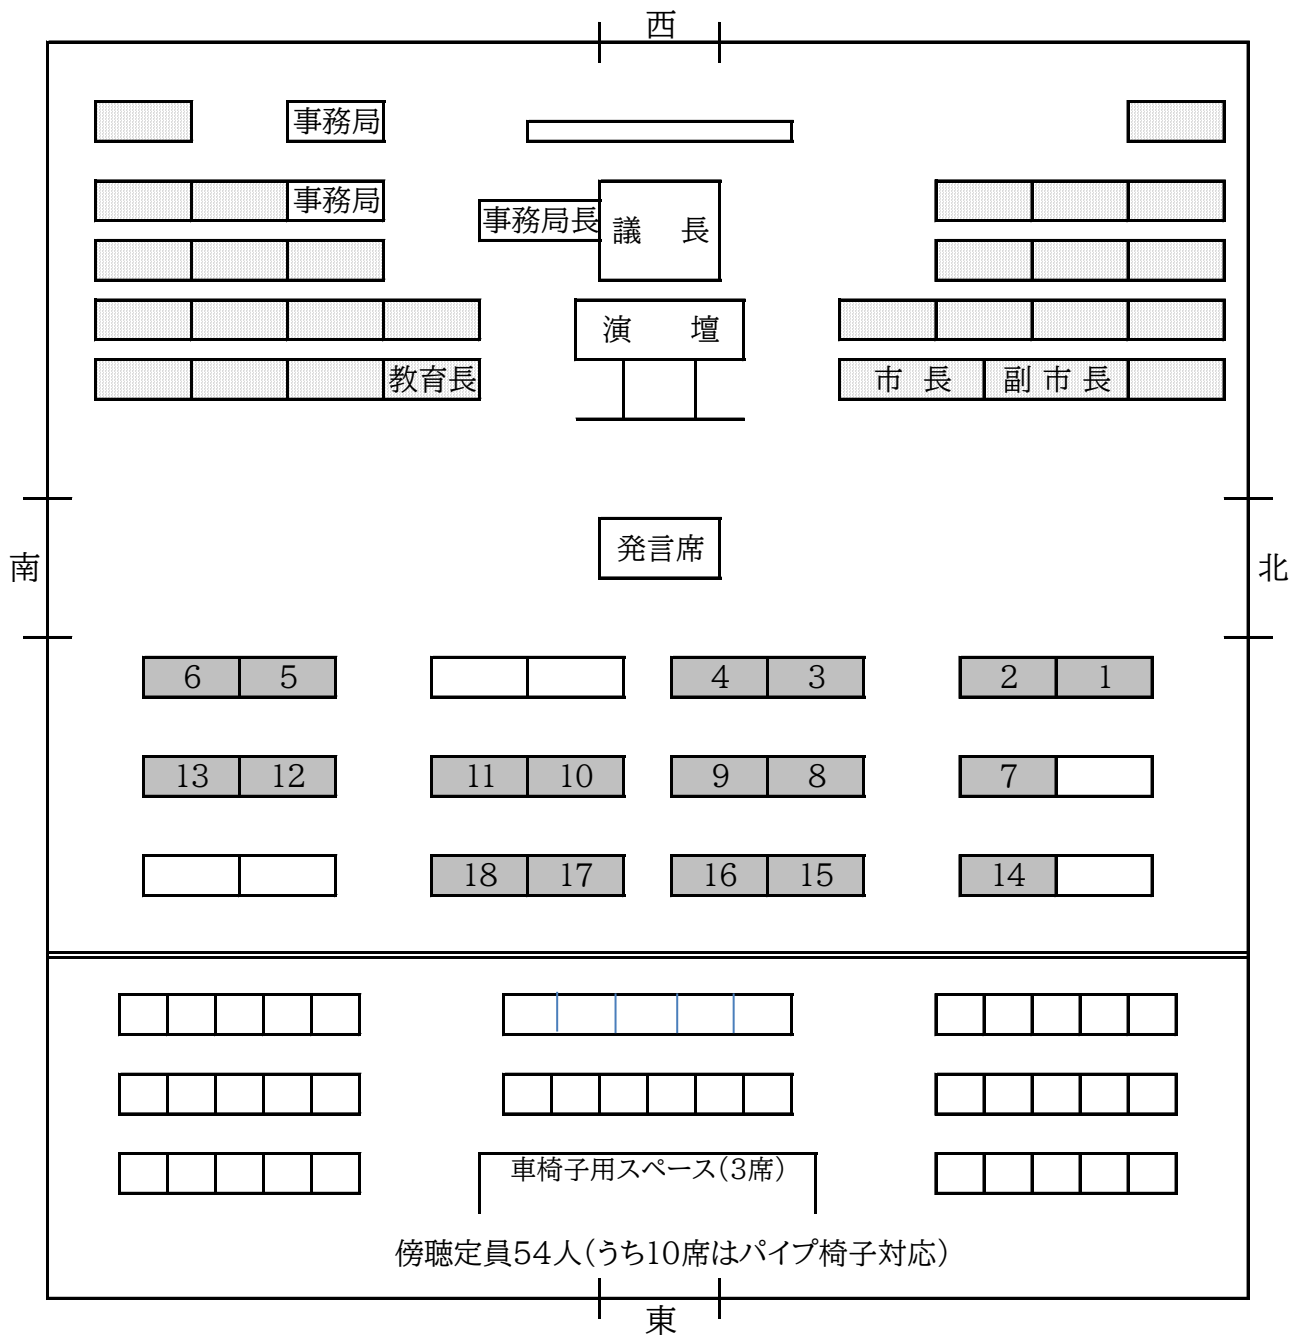 西
事務局
事務局
事務局長
議 長
演 壇
教育長
市 長
副 市 長
発言席
南
北
6 5 4 3 2 1
13 12 11 10 9 8 7
18 17 16 15 14
車椅子用スペース(3席)
傍聴定員54人(うち10席はパイプ椅子対応)
東